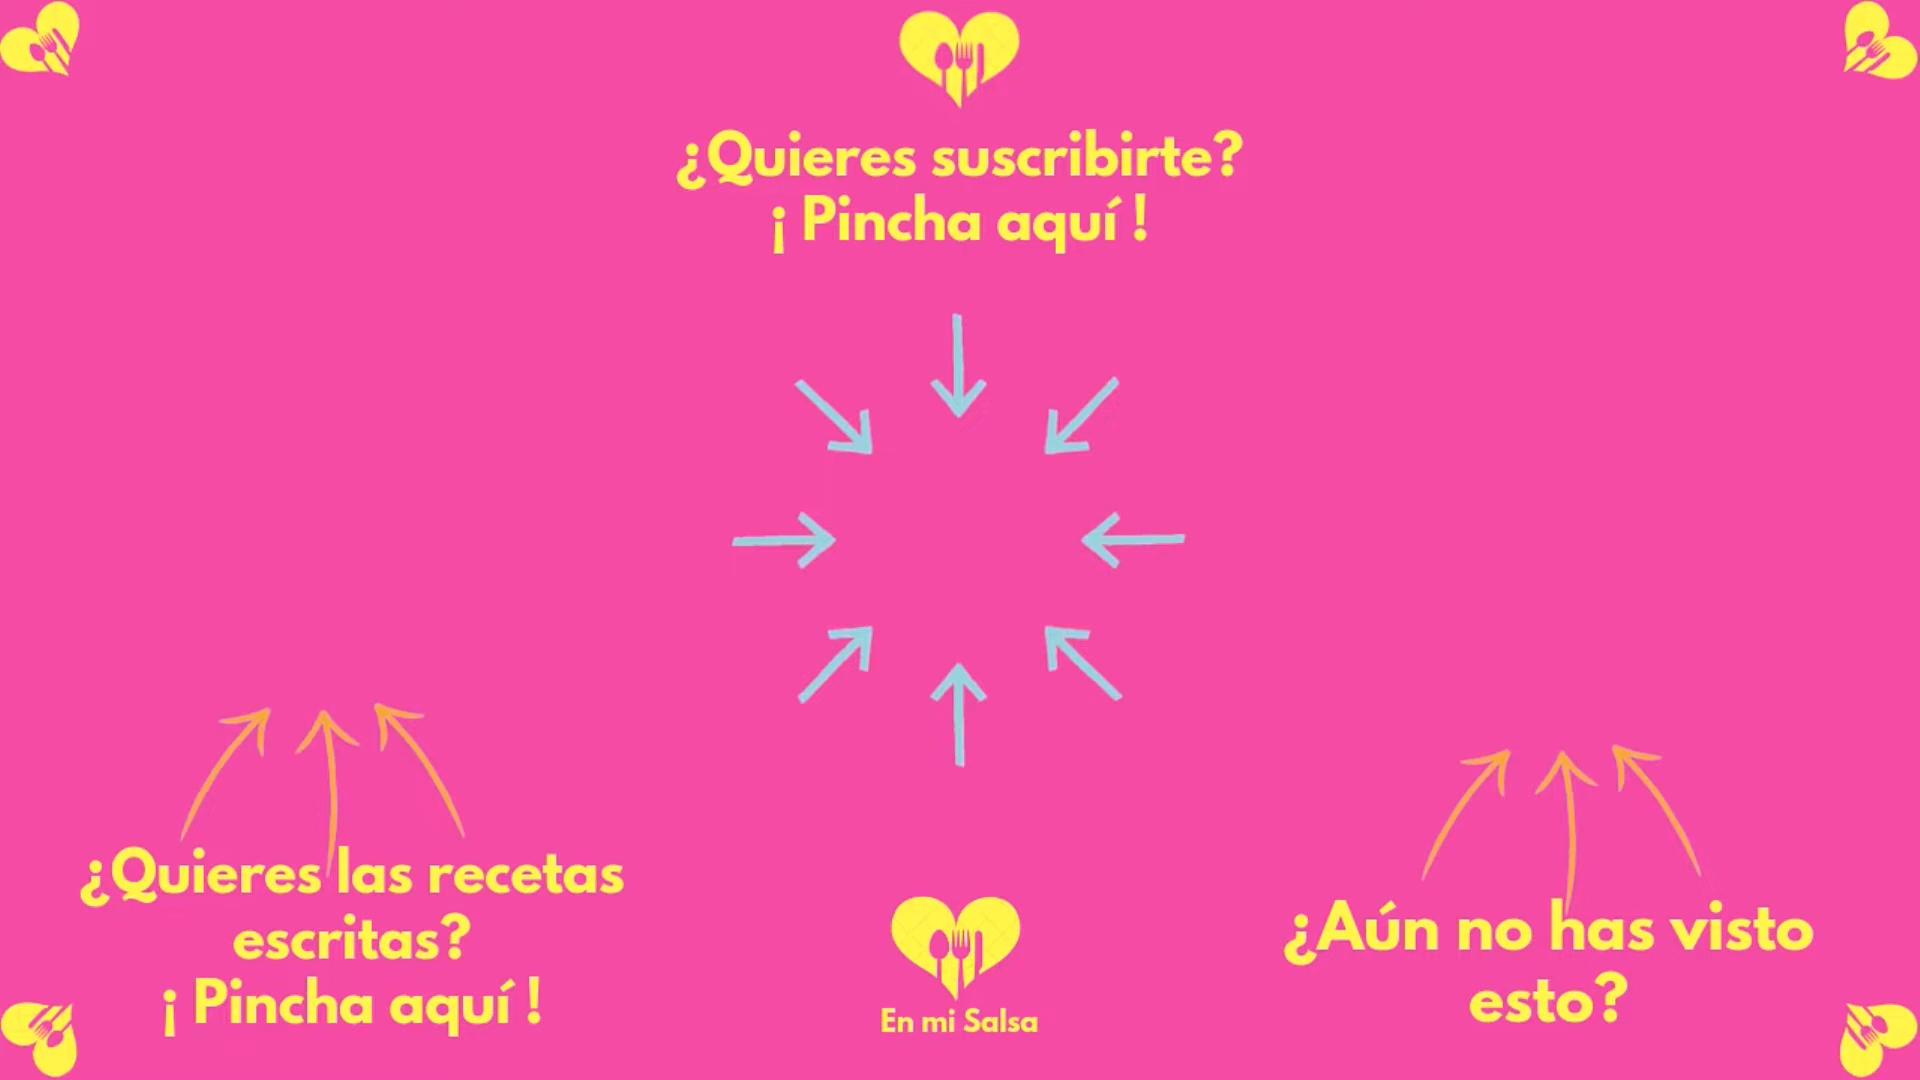 ¿Quieres suscribirte?
¡ Pincha aquí !
¿Quieres las recetas
escritas?
¡ Pincha aquí !
En mi Salsa
¿Aún no has visto
esto?